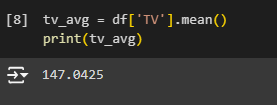 [8] tv_avg = df['TV'].mean()
print(tv_avg)
147.0425